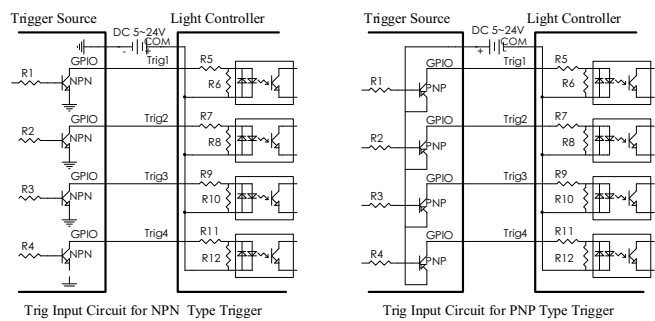 Trigger Source
Light Controller
DC 5~24V
- +
COM
GPIO
Trig1
R5
R1
NPN
R6
GPIO
Trig2
R7
R2
NPN
R8
GPIO
Trig3
R9
R3
NPN
R10
GPIO
Trig4
R11
R4
NPN
R12
Trig Input Circuit for NPN Type Trigger
Trigger Source
Light Controller
DC 5~24V
+ -
COM
GPIO
Trig1
R5
R1
PNP
R6
GPIO
Trig2
R7
R2
PNP
R8
GPIO
Trig3
R9
R3
PNP
R10
GPIO
Trig4
R11
R4
PNP
R12
Trig Input Circuit for PNP Type Trigger